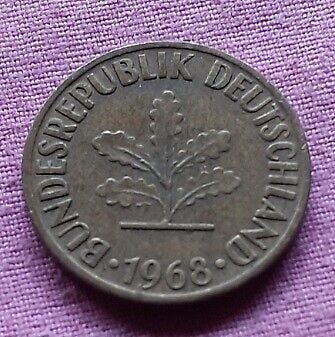 · BUNDESREPUBLIK DEUTSCHLAND ·
1968